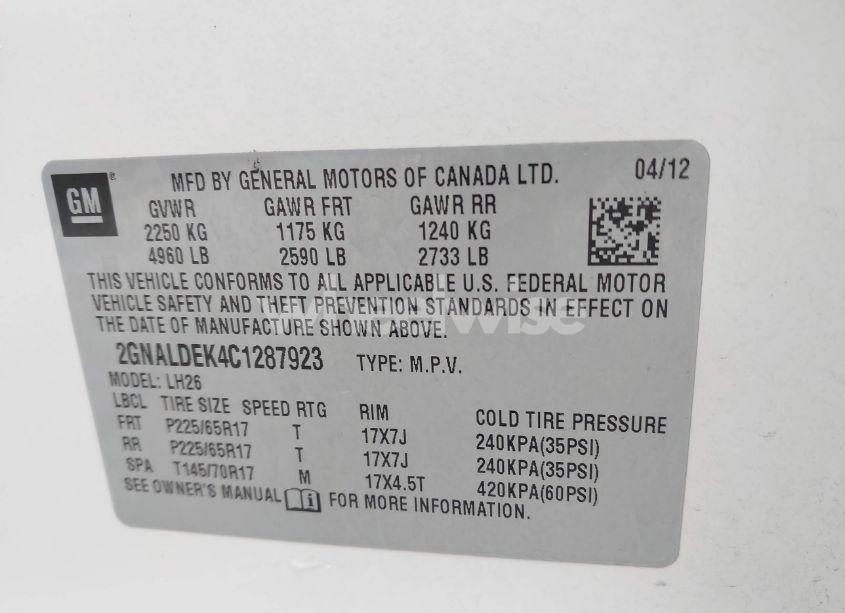 GM ®
MFD BY GENERAL MOTORS OF CANADA LTD. 04/12
GVWR GAWR FRT GAWR RR
2250 KG 1175 KG 1240 KG
4960 LB 2590 LB 2733 LB
THIS VEHICLE CONFORMS TO ALL APPLICABLE U.S. FEDERAL MOTOR
VEHICLE SAFETY AND THEFT PREVENTION STANDARDS IN EFFECT ON
THE DATE OF MANUFACTURE SHOWN ABOVE.
2GNALDEK4C1287923 TYPE: M.P.V.
MODEL: LH26
LBCL TIRE SIZE SPEED RTG RIM COLD TIRE PRESSURE
FRT P225/65R17 T 17X7J 240KPA(35PSI)
RR P225/65R17 T 17X7J 240KPA(35PSI)
SPA T145/70R17 M 17X4.5T 420KPA(60PSI)
SEE OWNER'S MANUAL i FOR MORE INFORMATION.